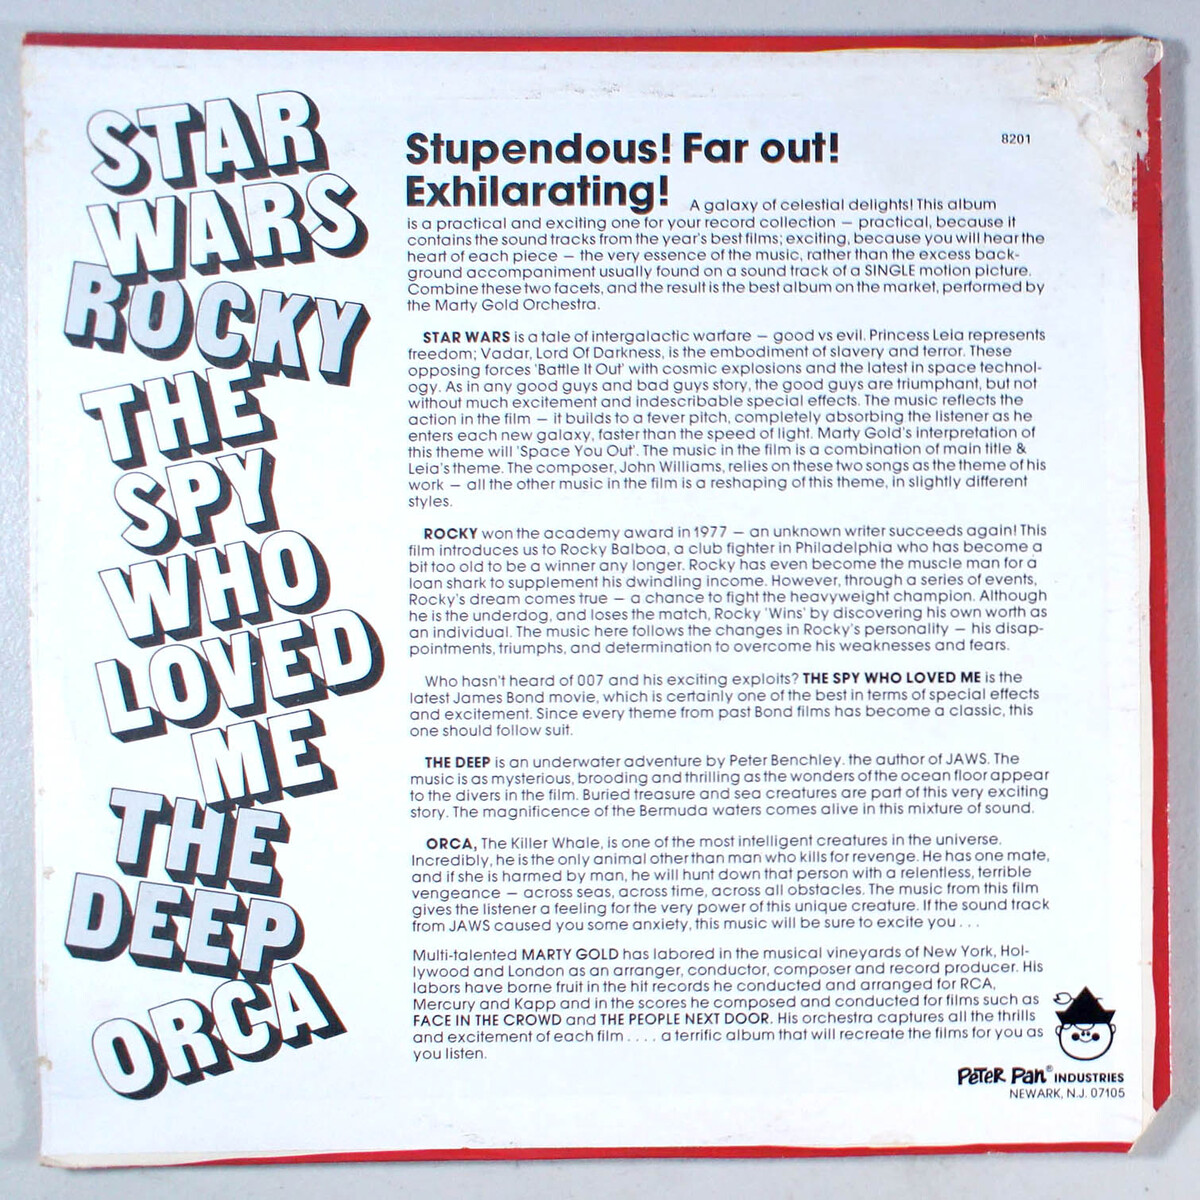 STAR
WARS
ROCKY
THE
SPY
WHO
LOVED
ME
THE
DEEP
ORCA
8201
Stupendous! Far out!
Exhilarating! A galaxy of celestial delights! This album
is a practical and exciting one for your record collection — practical, because it
contains the sound tracks from the year's best films; exciting, because you will hear the
heart of each piece — the very essence of the music, rather than the excess back-
ground accompaniment usually found on a sound track of a SINGLE motion picture.
Combine these two facets, and the result is the best album on the market, performed by
the Marty Gold Orchestra.
STAR WARS is a tale of intergalactic warfare — good vs evil. Princess Leia represents
freedom; Vadar, Lord Of Darkness, is the embodiment of slavery and terror. These
opposing forces 'Battle It Out' with cosmic explosions and the latest in space technol-
ogy. As in any good guys and bad guys story, the good guys are triumphant, but not
without much excitement and indescribable special effects. The music reflects the
action in the film — it builds to a fever pitch, completely absorbing the listener as he
enters each new galaxy, faster than the speed of light. Marty Gold's interpretation of
this theme will 'Space You Out'. The music in the film is a combination of main title &
Leia's theme. The composer, John Williams, relies on these two songs as the theme of his
work — all the other music in the film is a reshaping of this theme, in slightly different
styles.
ROCKY won the academy award in 1977 — an unknown writer succeeds again! This
film introduces us to Rocky Balboa, a club fighter in Philadelphia who has become a
bit too old to be a winner any longer. Rocky has even become the muscle man for a
loan shark to supplement his dwindling income. However, through a series of events,
Rocky's dream comes true — a chance to fight the heavyweight champion. Although
he is the underdog, and loses the match, Rocky 'Wins' by discovering his own worth as
an individual. The music here follows the changes in Rocky's personality — his disap-
pointments, triumphs, and determination to overcome his weaknesses and fears.
Who hasn't heard of 007 and his exciting exploits? THE SPY WHO LOVED ME is the
latest James Bond movie, which is certainly one of the best in terms of special effects
and excitement. Since every theme from past Bond films has become a classic, this
one should follow suit.
THE DEEP is an underwater adventure by Peter Benchley. the author of JAWS. The
music is as mysterious, brooding and thrilling as the wonders of the ocean floor appear
to the divers in the film. Buried treasure and sea creatures are part of this very exciting
story. The magnificence of the Bermuda waters comes alive in this mixture of sound.
ORCA, The Killer Whale, is one of the most intelligent creatures in the universe.
Incredibly, he is the only animal other than man who kills for revenge. He has one mate,
and if she is harmed by man, he will hunt down that person with a relentless, terrible
vengeance — across seas, across time, across all obstacles. The music from this film
gives the listener a feeling for the very power of this unique creature. If the sound track
from JAWS caused you some anxiety, this music will be sure to excite you . . .
Multi-talented MARTY GOLD has labored in the musical vineyards of New York, Hol-
lywood and London as an arranger, conductor, composer and record producer. His
labors have borne fruit in the hit records he conducted and arranged for RCA,
Mercury and Kapp and in the scores he composed and conducted for films such as
FACE IN THE CROWD and THE PEOPLE NEXT DOOR. His orchestra captures all the thrills
and excitement of each film . . . . a terrific album that will recreate the films for you as
you listen.
PETER PAN® INDUSTRIES
NEWARK, N.J. 07105